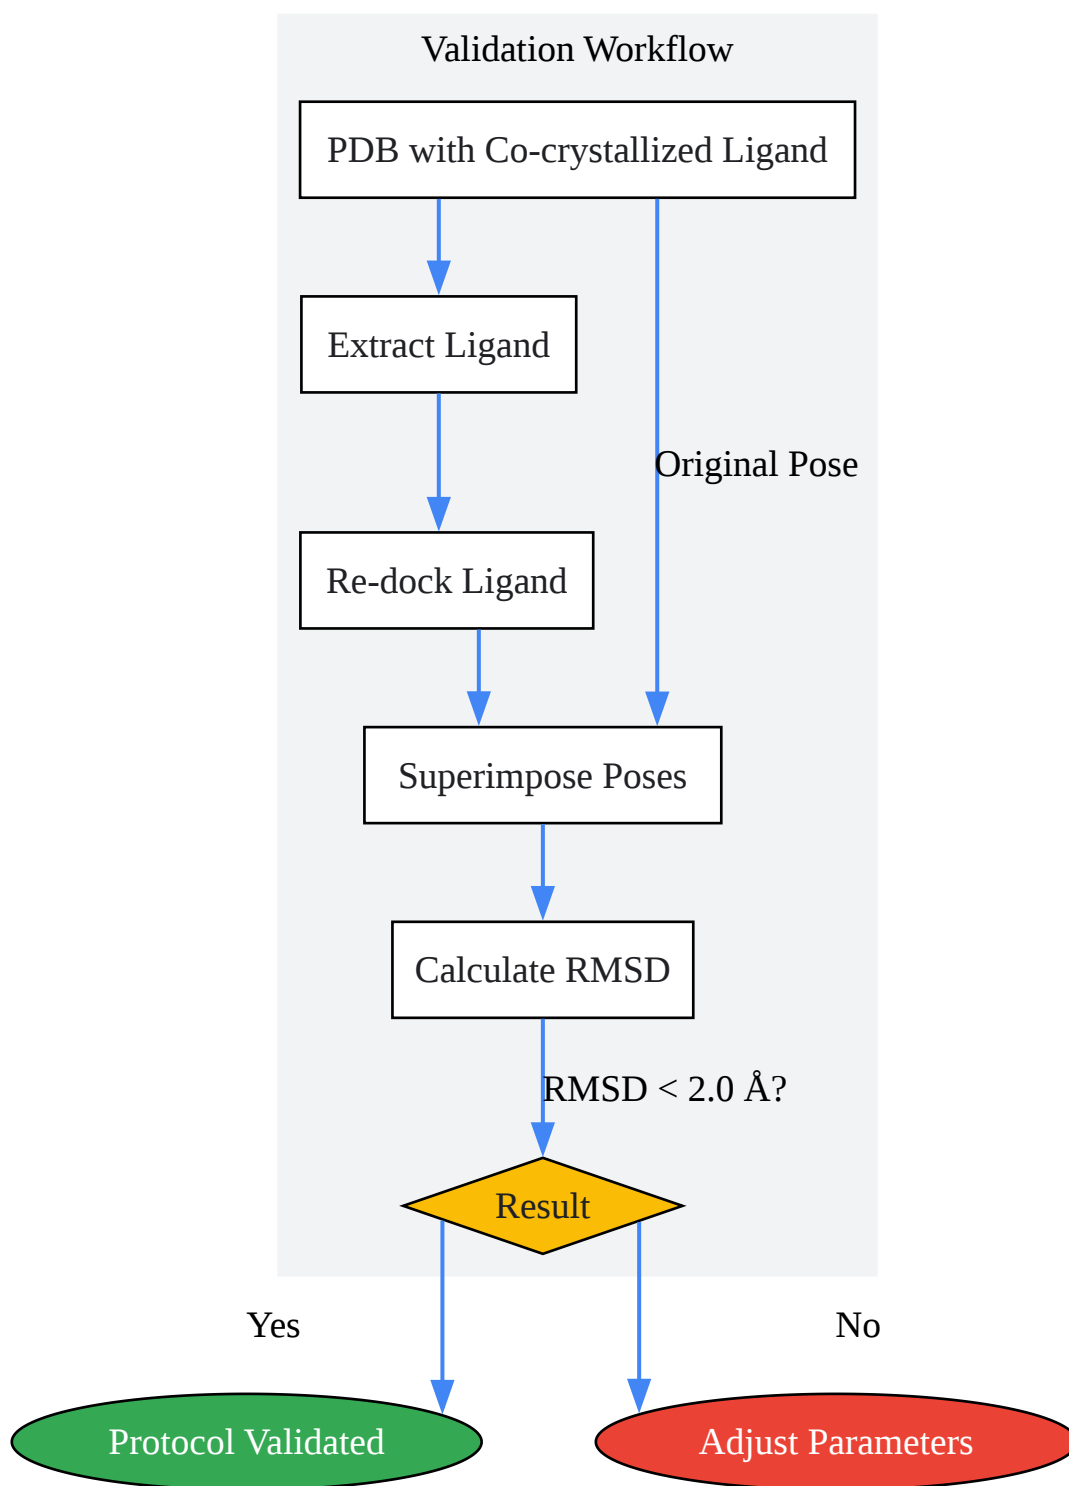 Validation Workflow
PDB with Co-crystallized Ligand
Extract Ligand
Original Pose
Re-dock Ligand
Superimpose Poses
Calculate RMSD
RMSD < 2.0 Å?
Result
Yes
No
Protocol Validated
Adjust Parameters